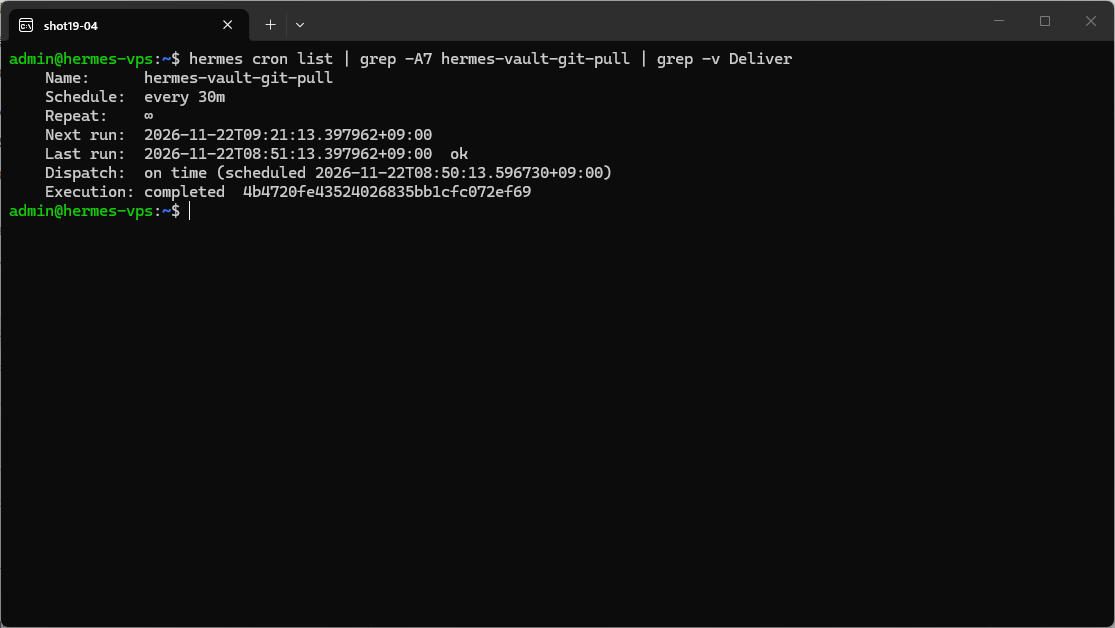 shot19-04
admin@hermes-vps:~$ hermes cron list | grep -A7 hermes-vault-git-pull | grep -v Deliver
    Name:      hermes-vault-git-pull
    Schedule:  every 30m
    Repeat:    ∞
    Next run:  2026-11-22T09:21:13.397962+09:00
    Last run:  2026-11-22T08:51:13.397962+09:00  ok
    Dispatch:  on time (scheduled 2026-11-22T08:50:13.596730+09:00)
    Execution: completed  4b4720fe43524026835bb1cfc072ef69
admin@hermes-vps:~$